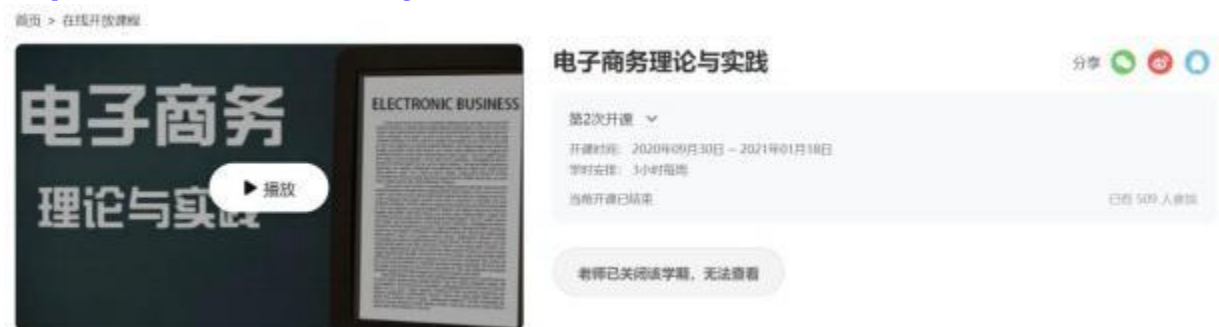 首页 > 在线开放课程
电子商务
理论与实践
ELECTRONIC BUSINESS
播放
电子商务理论与实践
分享
第2次开课
开课时间: 2020年09月30日 ~ 2021年01月18日
学时安排: 3小时每周
当前开课已结束
已有 509 人参加
老师已关闭该学期，无法查看